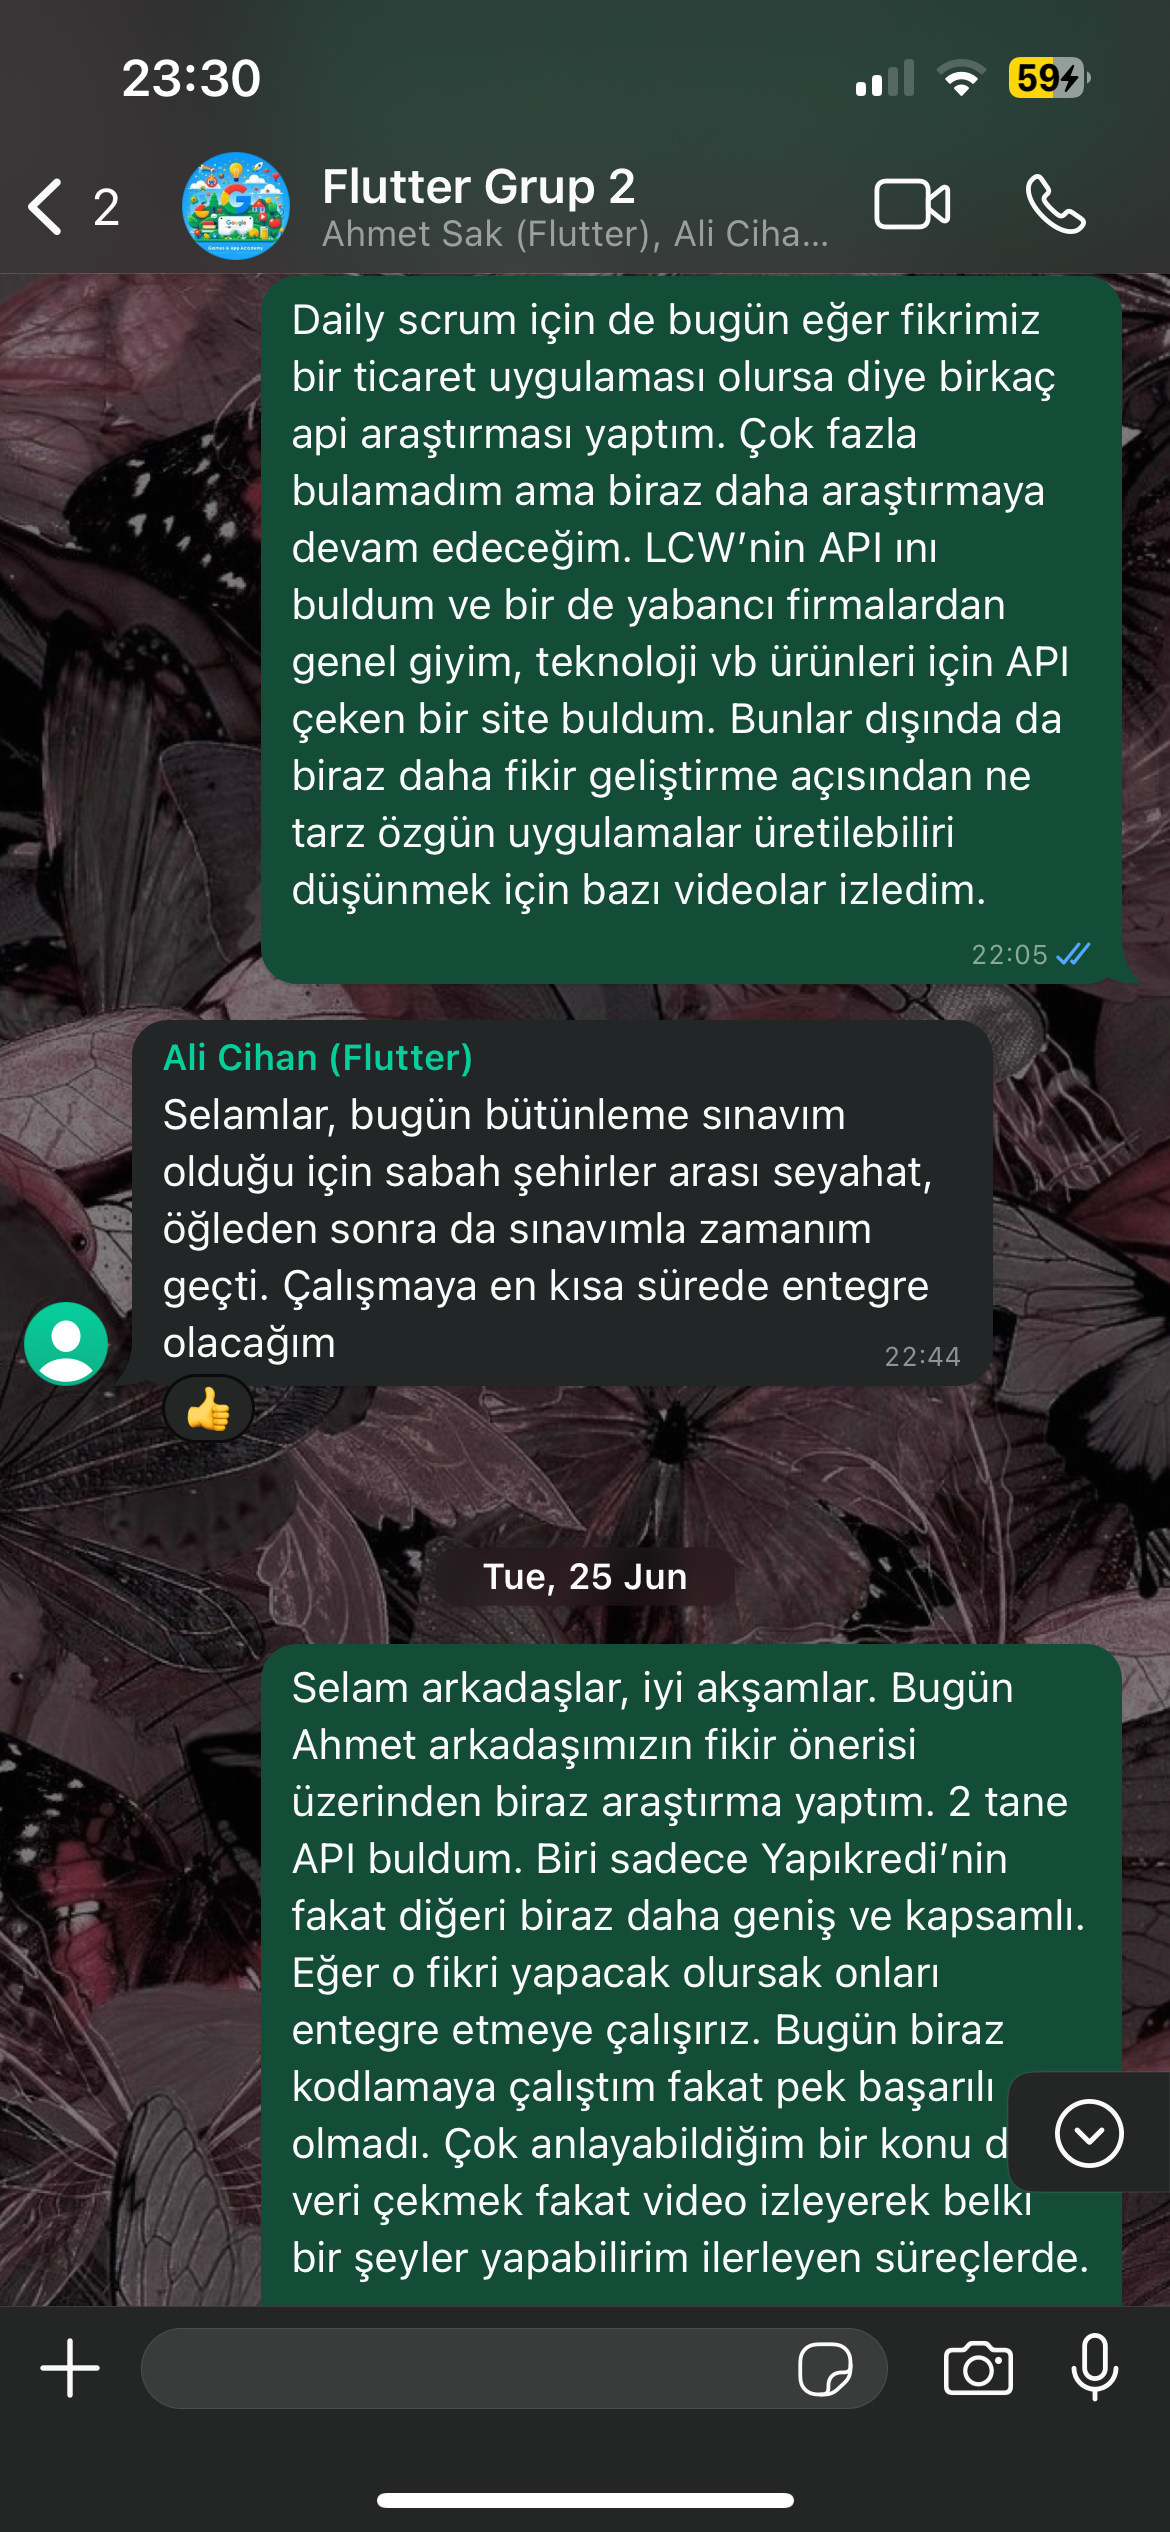 23:30
59
2
Flutter Grup 2
Ahmet Sak (Flutter), Ali Ciha...
Google
Games & App Academy
Daily scrum için de bugün eğer fikrimiz
bir ticaret uygulaması olursa diye birkaç
api araştırması yaptım. Çok fazla
bulamadım ama biraz daha araştırmaya
devam edeceğim. LCW’nin API ını
buldum ve bir de yabancı firmalardan
genel giyim, teknoloji vb ürünleri için API
çeken bir site buldum. Bunlar dışında da
biraz daha fikir geliştirme açısından ne
tarz özgün uygulamalar üretilebiliri
düşünmek için bazı videolar izledim.
22:05
Ali Cihan (Flutter)
Selamlar, bugün bütünleme sınavım
olduğu için sabah şehirler arası seyahat,
öğleden sonra da sınavımla zamanım
geçti. Çalışmaya en kısa sürede entegre
olacağım
22:44
Tue, 25 Jun
Selam arkadaşlar, iyi akşamlar. Bugün
Ahmet arkadaşımızın fikir önerisi
üzerinden biraz araştırma yaptım. 2 tane
API buldum. Biri sadece Yapıkredi’nin
fakat diğeri biraz daha geniş ve kapsamlı.
Eğer o fikri yapacak olursak onları
entegre etmeye çalışırız. Bugün biraz
kodlamaya çalıştım fakat pek başarılı
olmadı. Çok anlayabildiğim bir konu d
veri çekmek fakat video izleyerek belki
bir şeyler yapabilirim ilerleyen süreçlerde.